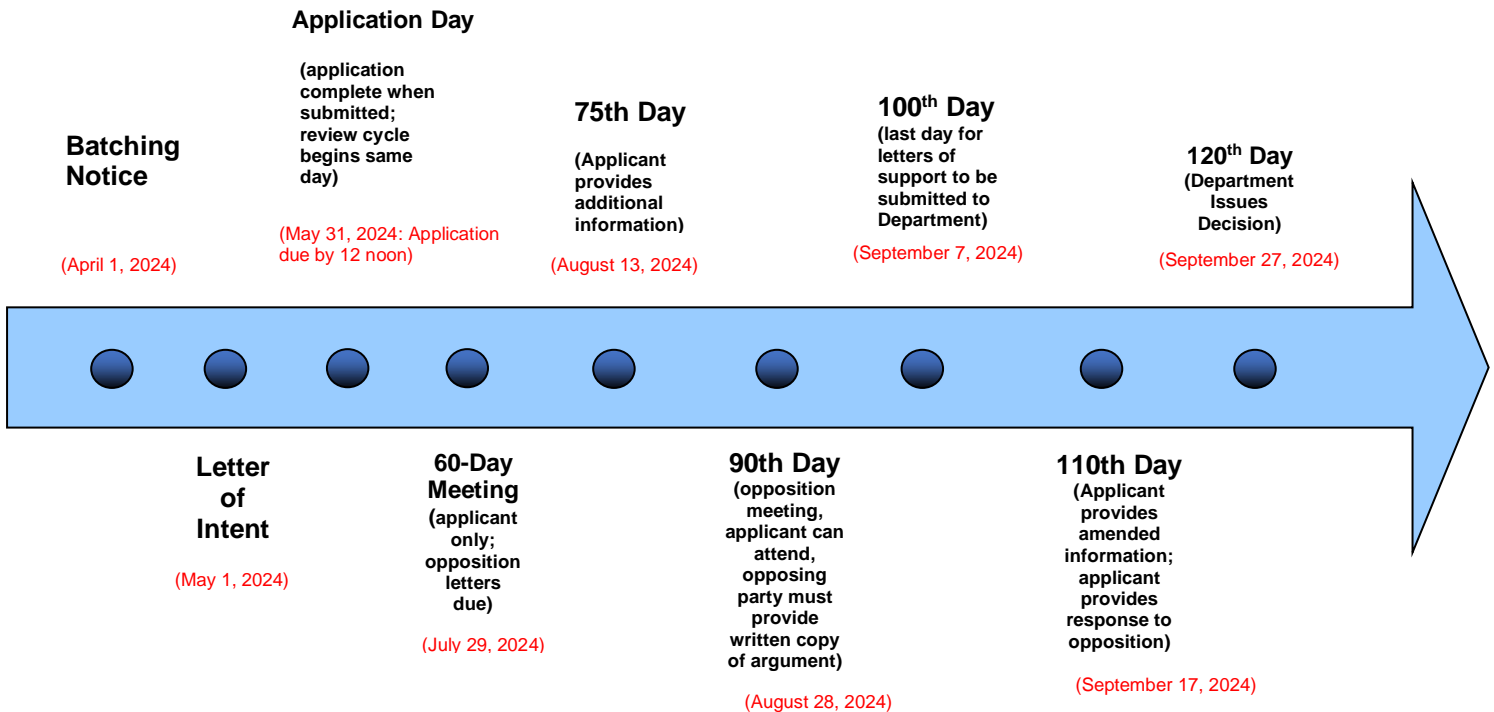 Application Day
(application
complete when
submitted;
review cycle
begins same
day)
(May 31, 2024: Application
due by 12 noon)
Batching
Notice
(April 1, 2024)
75th Day
(Applicant
provides
additional
information)
(August 13, 2024)
100th Day
(last day for
letters of
support to be
submitted to
Department)
(September 7, 2024)
120th Day
(Department
Issues
Decision)
(September 27, 2024)
Letter
of
Intent
(May 1, 2024)
60-Day
Meeting
(applicant
only;
opposition
letters
due)
(July 29, 2024)
90th Day
(opposition
meeting,
applicant can
attend,
opposing
party must
provide
written copy
of argument)
(August 28, 2024)
110th Day
(Applicant
provides
amended
information;
applicant
provides
response to
opposition)
(September 17, 2024)